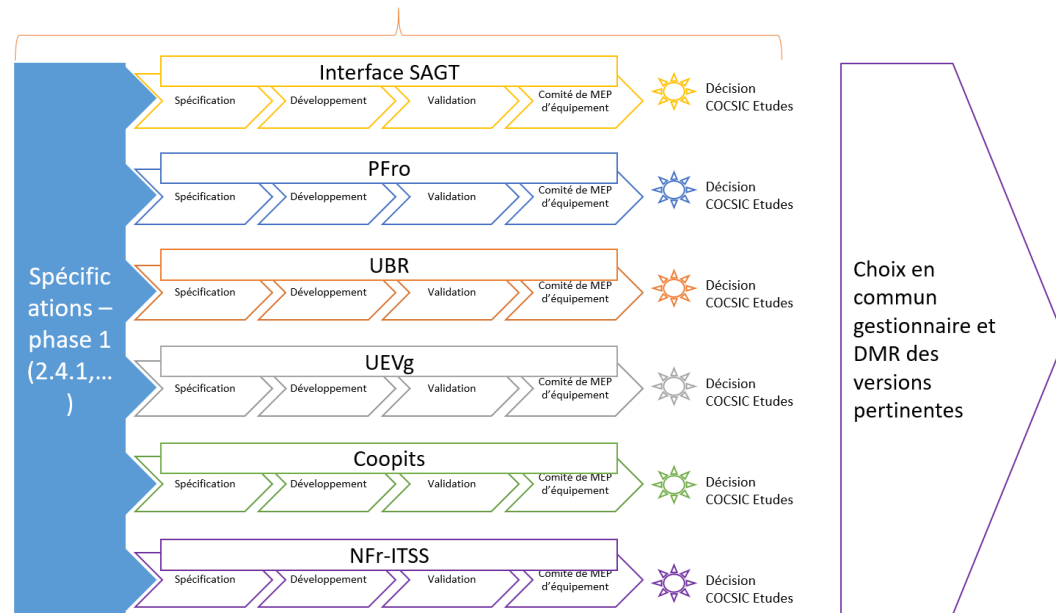 Spécific
ations –
phase 1
(2.4.1,…
)
Interface SAGT
Spécification
Développement
Validation
Comité de MEP
d’équipement
Décision
COCSIC Etudes
PFro
Spécification
Développement
Validation
Comité de MEP
d’équipement
Décision
COCSIC Etudes
UBR
Spécification
Développement
Validation
Comité de MEP
d’équipement
Décision
COCSIC Etudes
UEVg
Spécification
Développement
Validation
Comité de MEP
d’équipement
Décision
COCSIC Etudes
Coopits
Spécification
Développement
Validation
Comité de MEP
d’équipement
Décision
COCSIC Etudes
NFr-ITSS
Spécification
Développement
Validation
Comité de MEP
d’équipement
Décision
COCSIC Etudes
Choix en
commun
gestionnaire et
DMR des
versions
pertinentes